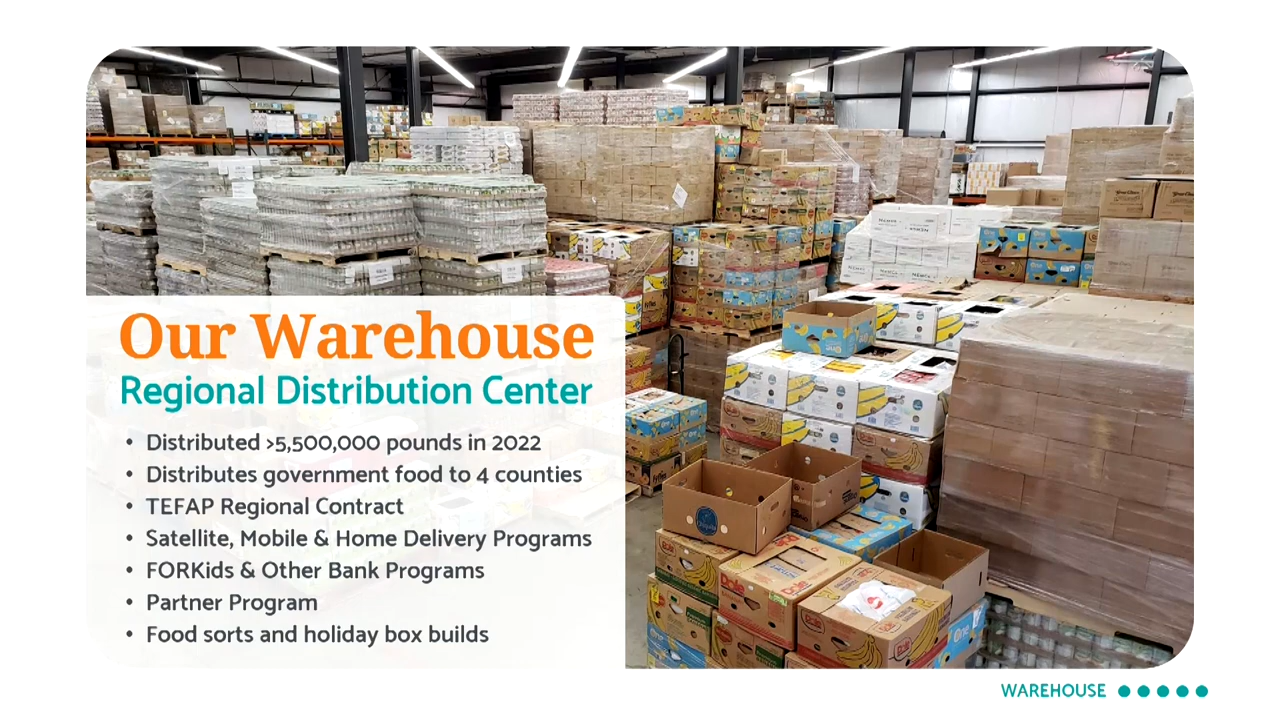 Our Warehouse
Regional Distribution Center
• Distributed >5,500,000 pounds in 2022
• Distributes government food to 4 counties
• TEFAP Regional Contract
• Satellite, Mobile & Home Delivery Programs
• FORKids & Other Bank Programs
• Partner Program
• Food sorts and holiday box builds
Dole
Dole
WAREHOUSE